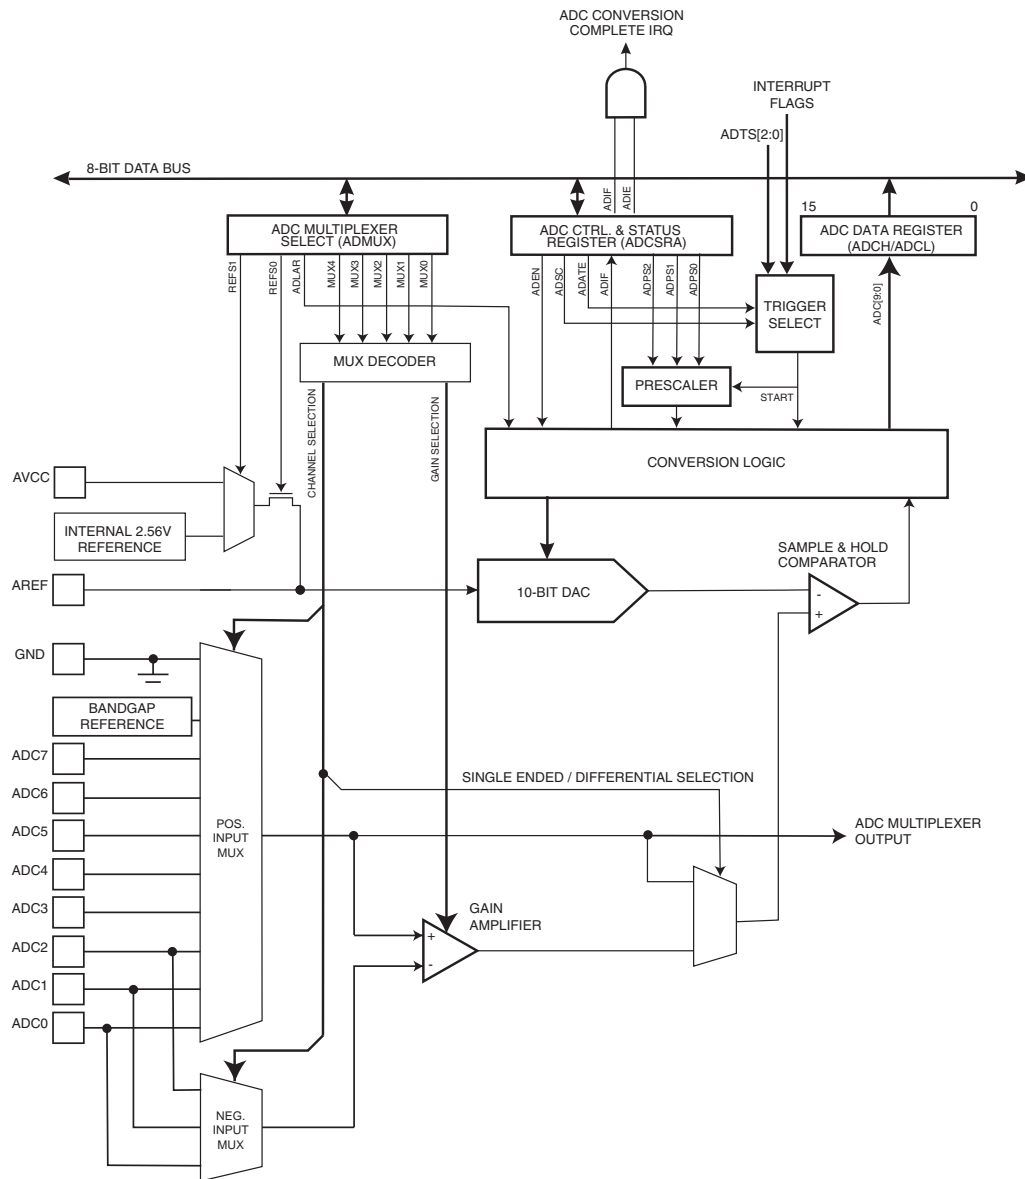 ADC CONVERSION
COMPLETE IRQ
INTERRUPT
FLAGS
ADTS[2:0]
8-BIT DATA BUS
ADIF
ADIE
15
0
ADC MULTIPLEXER
SELECT (ADMUX)
ADC CTRL. & STATUS
REGISTER (ADCSRA)
ADC DATA REGISTER
(ADCH/ADCL)
REFS1
REFS0
ADLAR
MUX4
MUX3
MUX2
MUX1
MUX0
ADEN
ADSC
ADATE
ADIF
ADPS2
ADPS1
ADPS0
ADC[9:0]
TRIGGER
SELECT
MUX DECODER
PRESCALER
START
CHANNEL SELECTION
GAIN SELECTION
CONVERSION LOGIC
AVCC
INTERNAL 2.56V
REFERENCE
SAMPLE & HOLD
COMPARATOR
AREF
10-BIT DAC
-
+
GND
BANDGAP
REFERENCE
ADC7
SINGLE ENDED / DIFFERENTIAL SELECTION
ADC6
ADC5
POS.
INPUT
MUX
ADC MULTIPLEXER
OUTPUT
ADC4
ADC3
GAIN
AMPLIFIER
+
-
ADC2
ADC1
ADC0
NEG.
INPUT
MUX